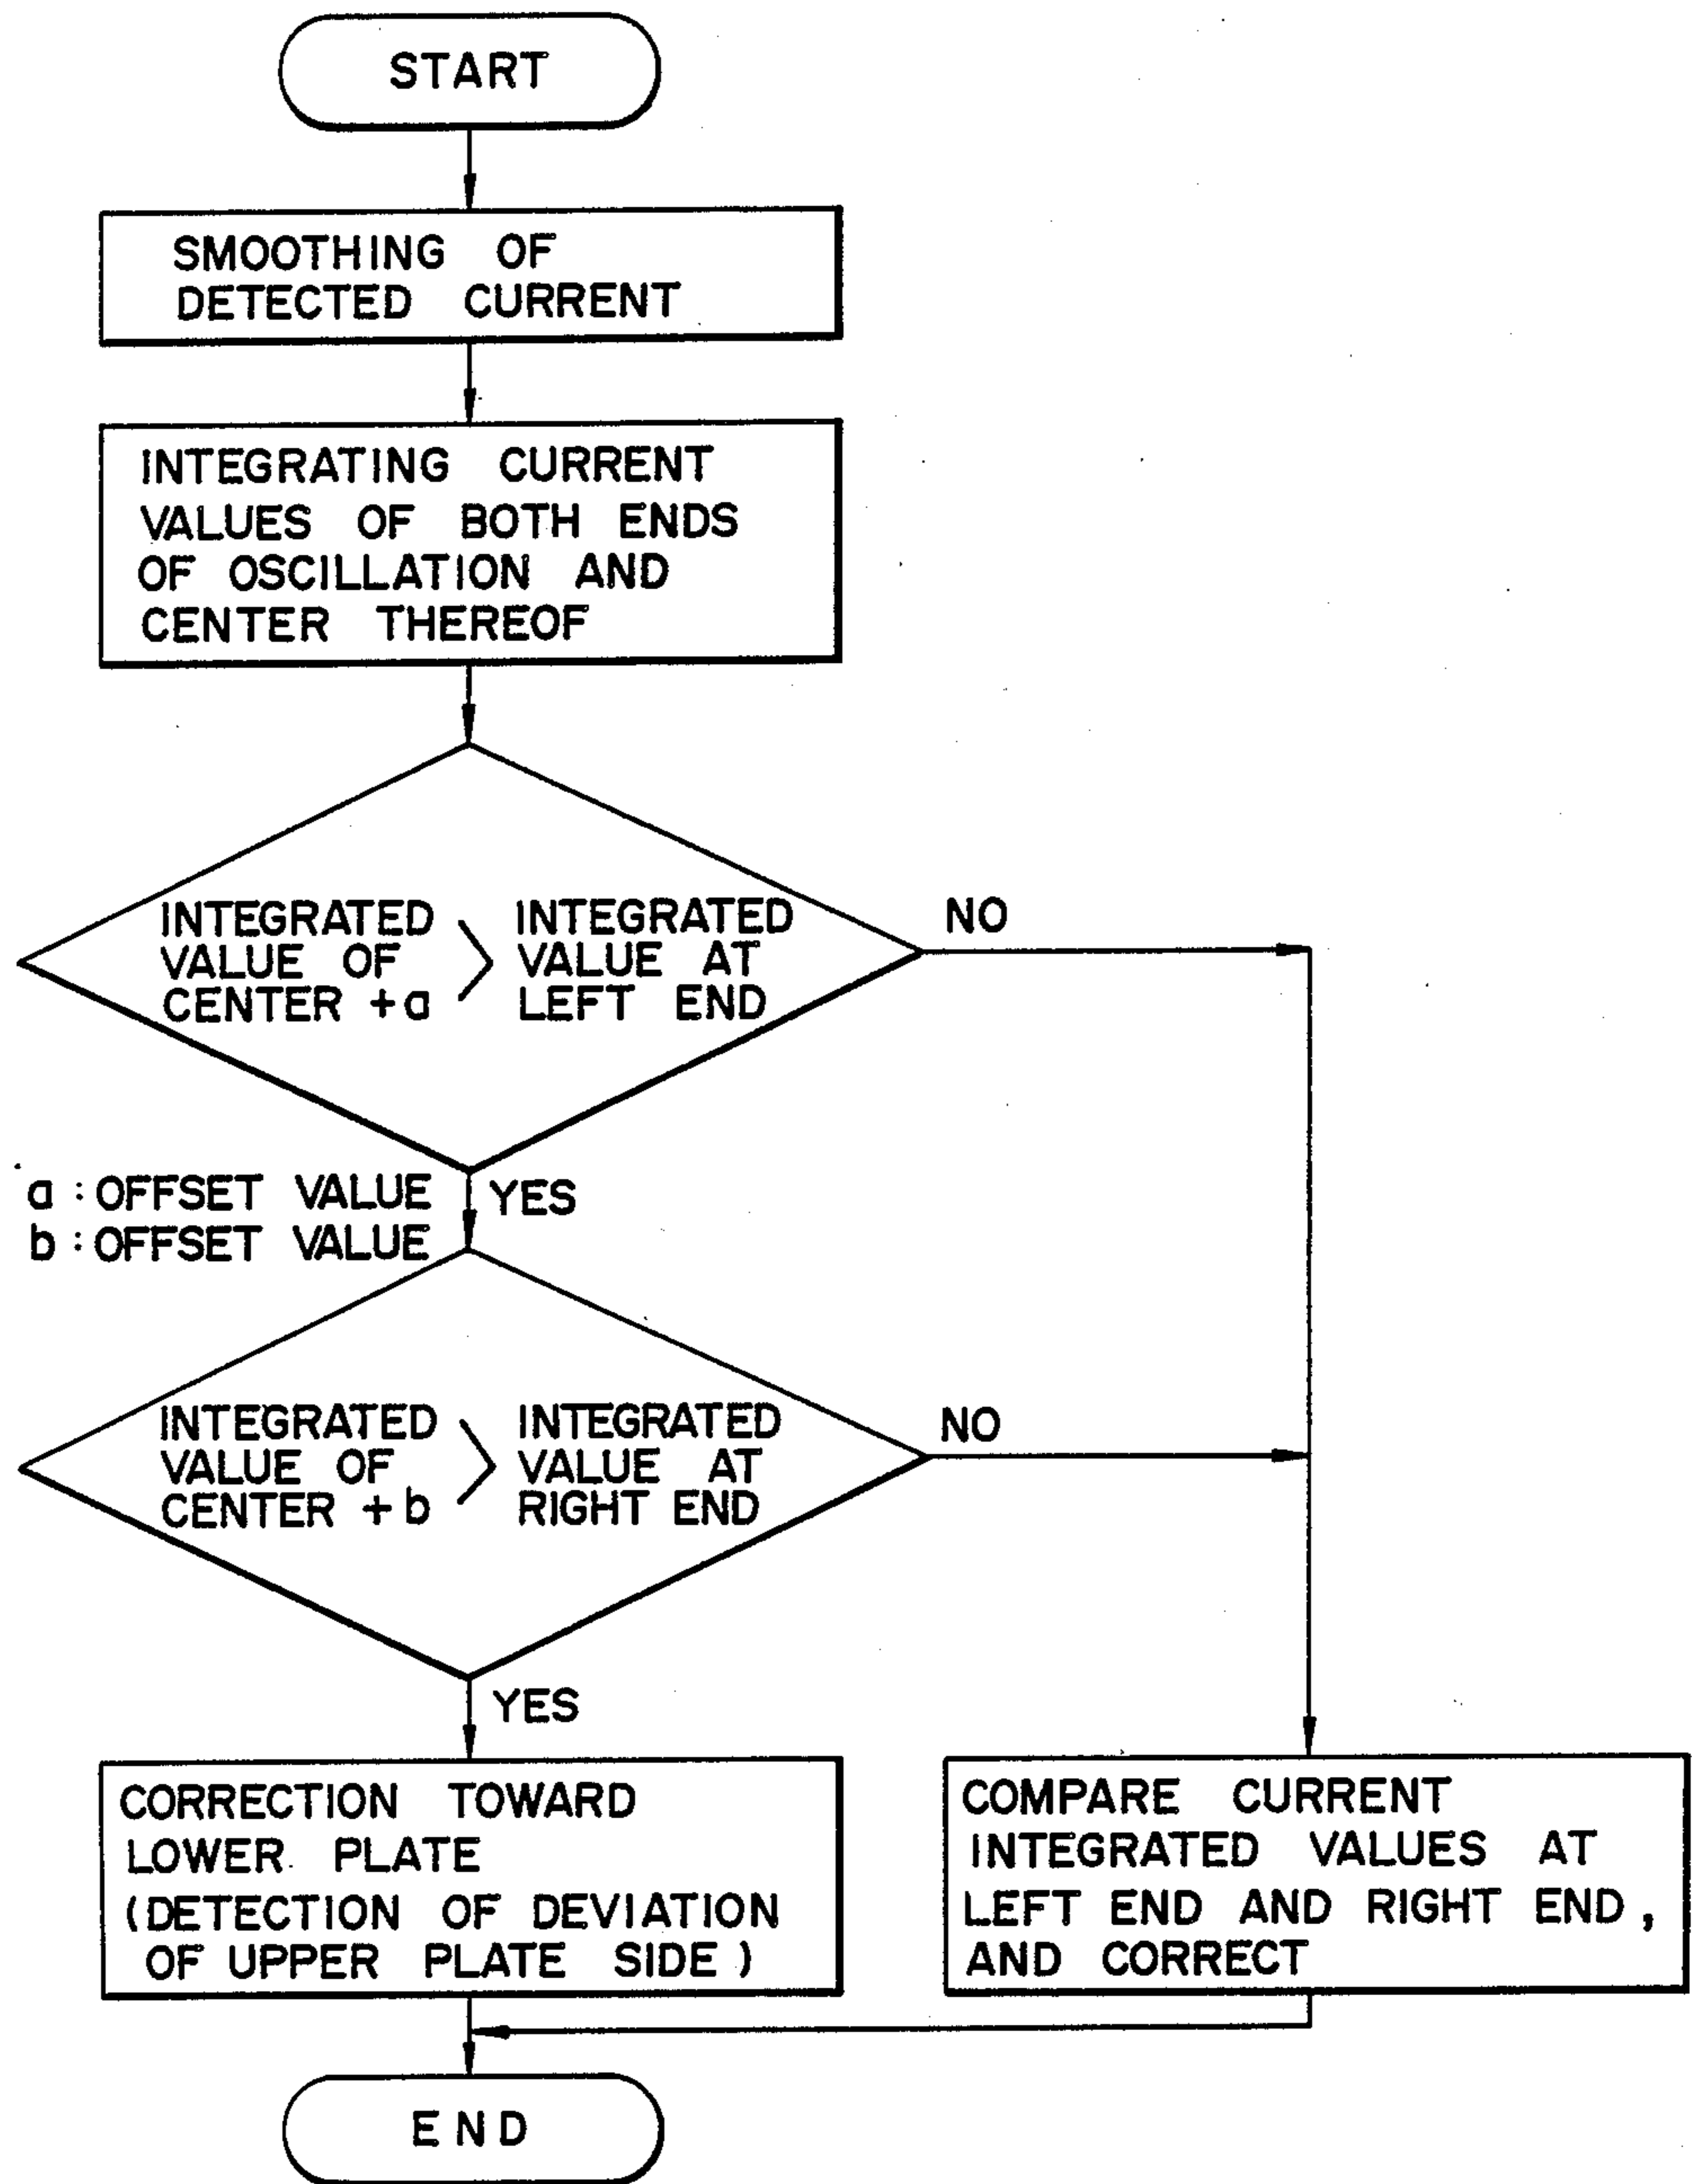 START
SMOOTHING OF
DETECTED CURRENT
INTEGRATING CURRENT
VALUES OF BOTH ENDS
OF OSCILLATION AND
CENTER THEREOF
INTEGRATED > INTEGRATED
VALUE OF VALUE AT
CENTER +a LEFT END
NO
YES
a : OFFSET VALUE
b : OFFSET VALUE
INTEGRATED > INTEGRATED
VALUE OF VALUE AT
CENTER +b RIGHT END
NO
YES
CORRECTION TOWARD
LOWER PLATE
(DETECTION OF DEVIATION
OF UPPER PLATE SIDE)
COMPARE CURRENT
INTEGRATED VALUES AT
LEFT END AND RIGHT END,
AND CORRECT
END